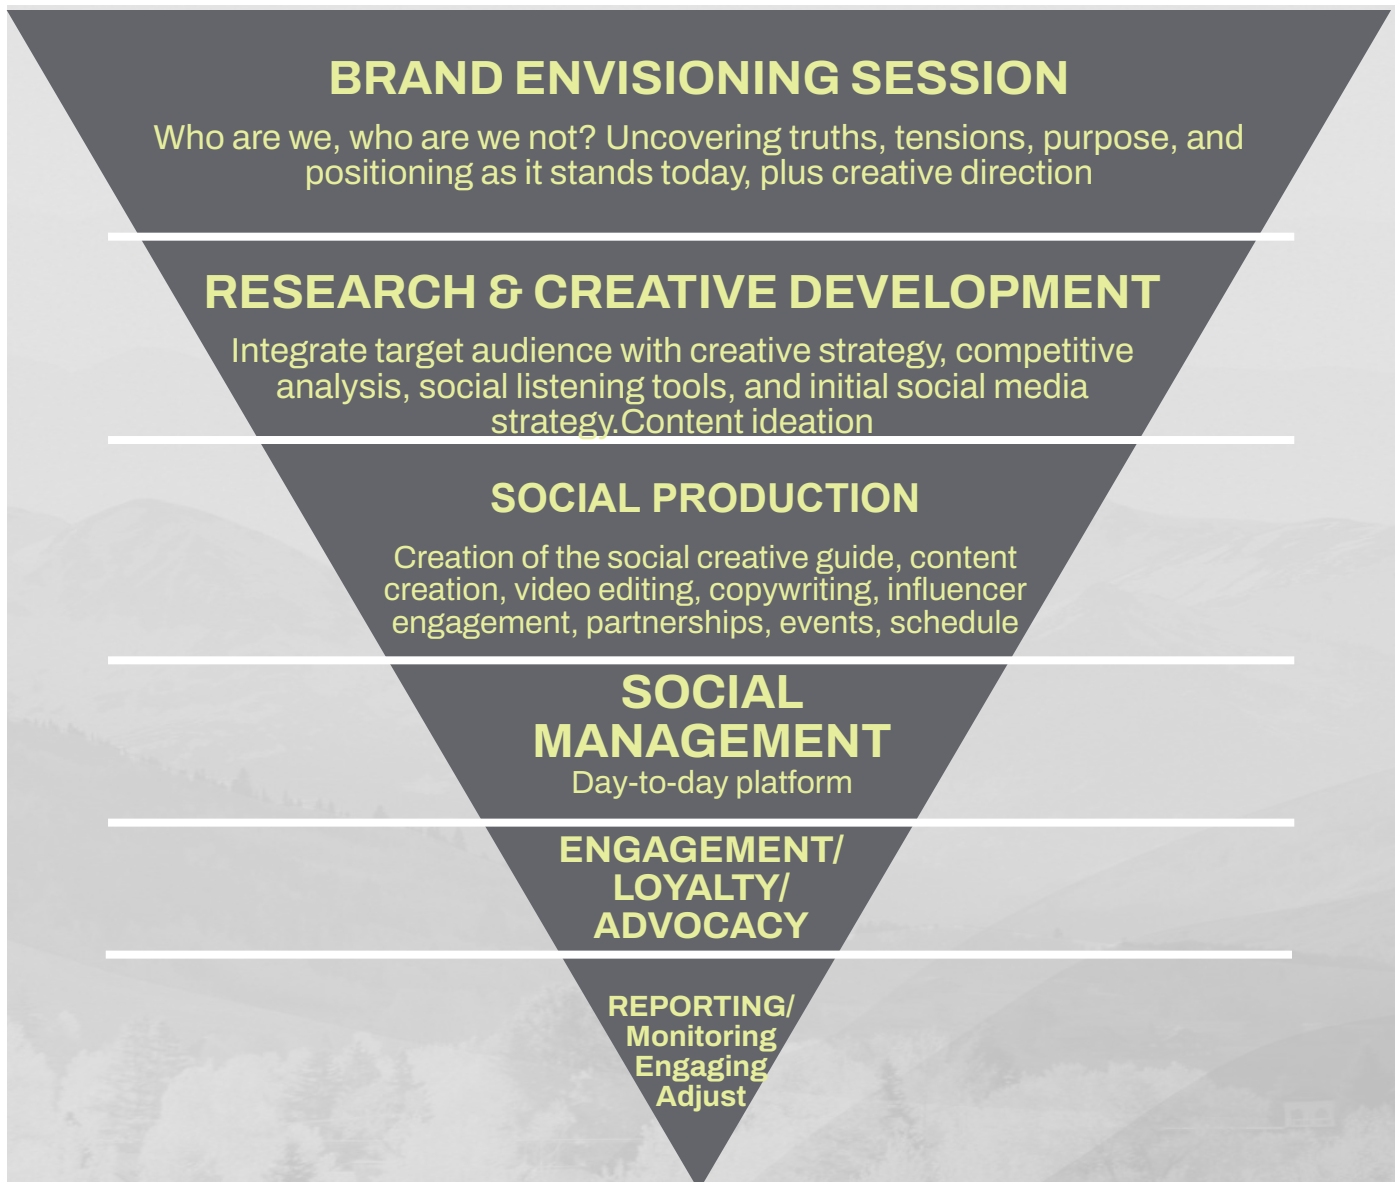 BRAND ENVISIONING SESSION
Who are we, who are we not? Uncovering truths, tensions, purpose, and
positioning as it stands today, plus creative direction
RESEARCH & CREATIVE DEVELOPMENT
Integrate target audience with creative strategy, competitive
analysis, social listening tools, and initial social media
strategy.Content ideation
SOCIAL PRODUCTION
Creation of the social creative guide, content
creation, video editing, copywriting, influencer
engagement, partnerships, events, schedule
SOCIAL
MANAGEMENT
Day-to-day platform
ENGAGEMENT/
LOYALTY/
ADVOCACY
REPORTING/
Monitoring
Engaging
Adjust